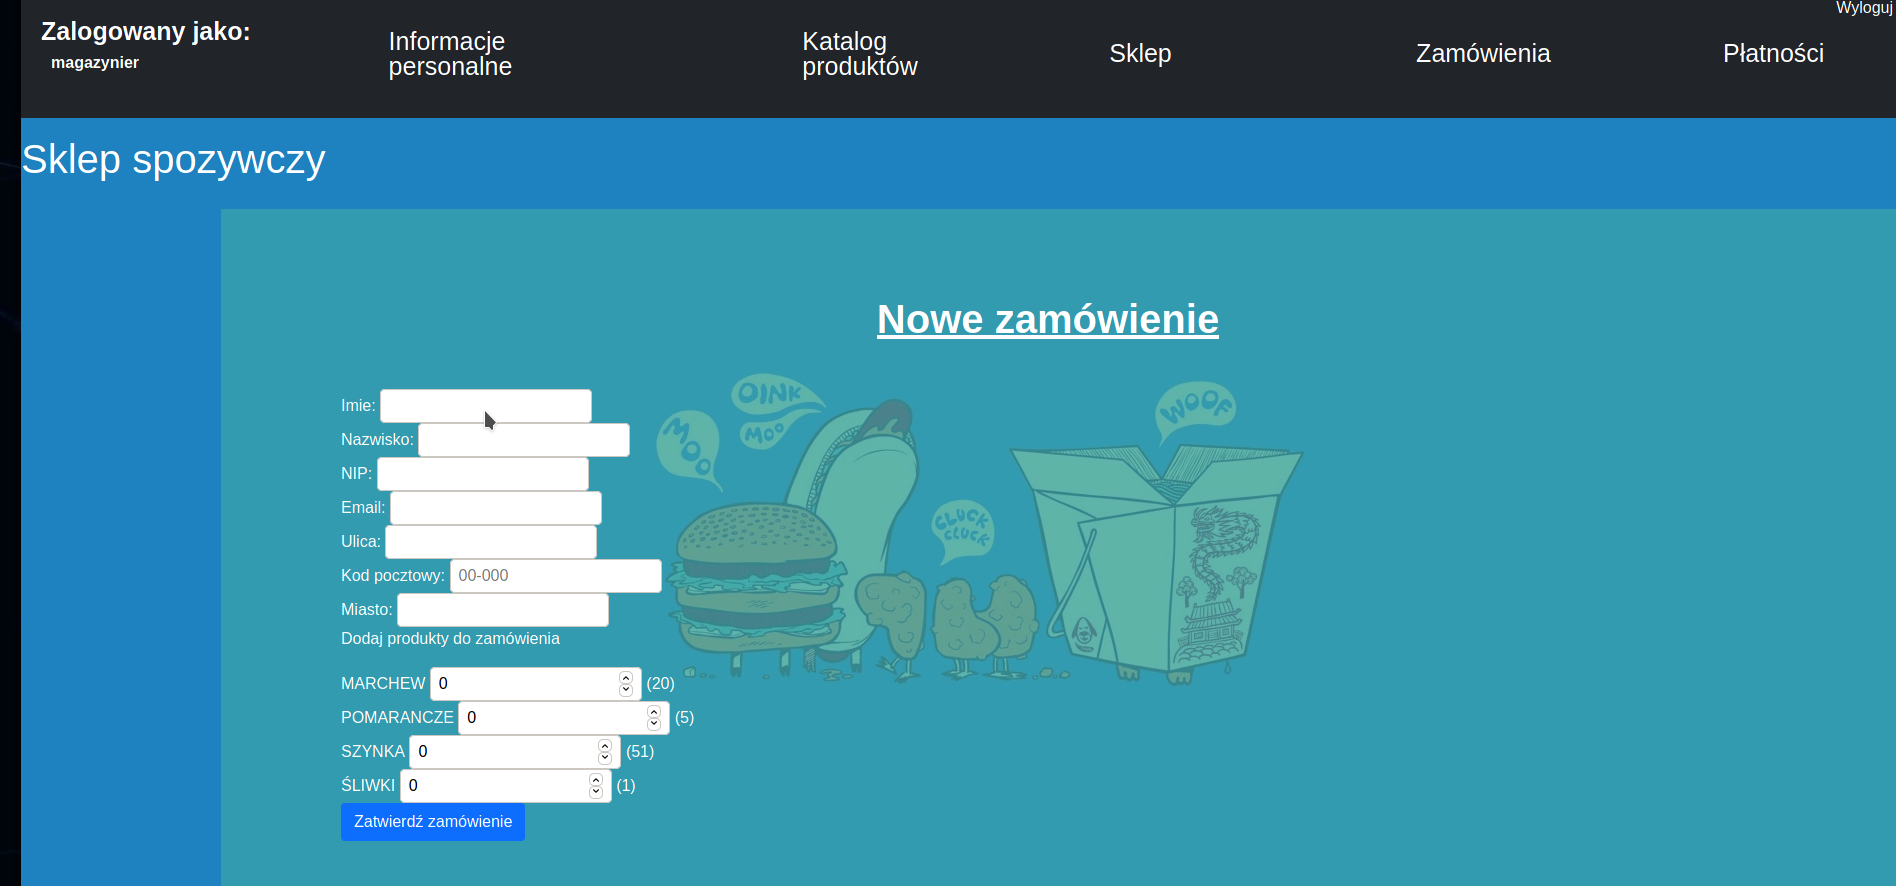 Wyloguj
Zalogowany jako:
magazynier
Informacje
personalne
Katalog
produktów
Sklep
Zamówienia
Płatności
Sklep spozywczy
Nowe zamówienie
Imie:
Nazwisko:
NIP:
Email:
Ulica:
Kod pocztowy: 00-000
Miasto:
Dodaj produkty do zamówienia
MARCHEW 0 (20)
POMARANCZE 0 (5)
SZYNKA 0 (51)
ŚLIWKI 0 (1)
Zatwierdź zamówienie
MOO
OINK
MOO
CLUCK
CLUCK
WOOF